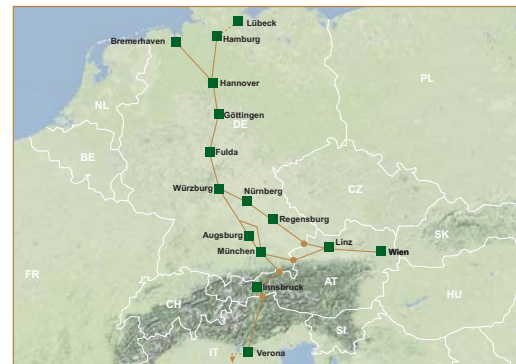 Lübeck
Bremerhaven
Hamburg
PL
Hannover
NL
Göttingen
DE
BE
Fulda
CZ
Würzburg
Nürnberg
Regensburg
SK
Augsburg
Linz
München
Wien
FR
Innsbruck
AT
CH
HU
SI
IT
Verona